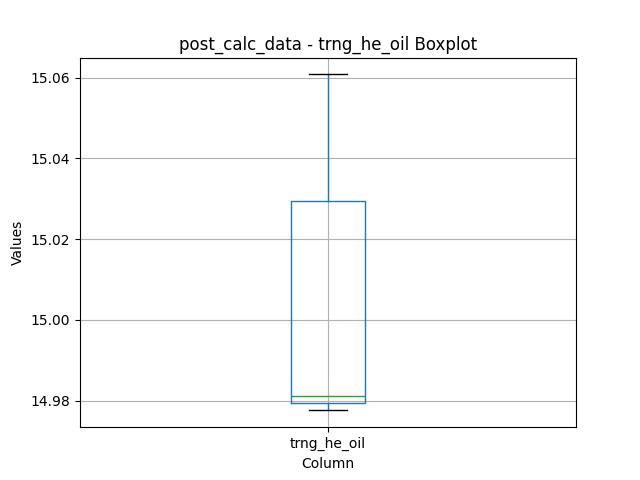 post_calc_data - trng_he_oil Boxplot
15.06
15.04
15.02
15.00
14.98
Values
trng_he_oil
Column